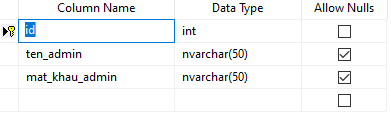 Column Name Data Type Allow Nulls
id int
ten_admin nvarchar(50)
mat_khau_admin nvarchar(50)